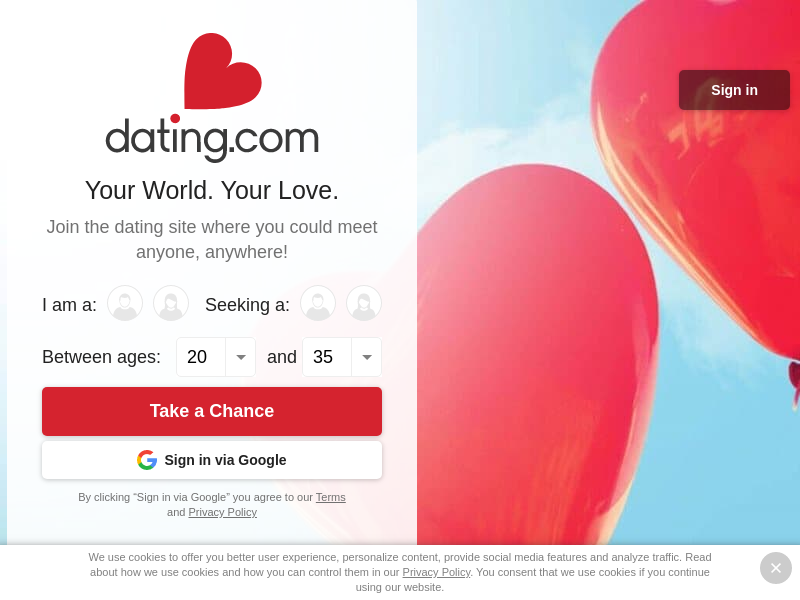 Sign in
dating.com
Your World. Your Love.
Join the dating site where you could meet
anyone, anywhere!
I am a: Seeking a:
Between ages: 20 and 35
Take a Chance
Sign in via Google
By clicking “Sign in via Google” you agree to our Terms
and Privacy Policy
We use cookies to offer you better user experience, personalize content, provide social media features and analyze traffic. Read
about how we use cookies and how you can control them in our Privacy Policy. You consent that we use cookies if you continue
using our website.